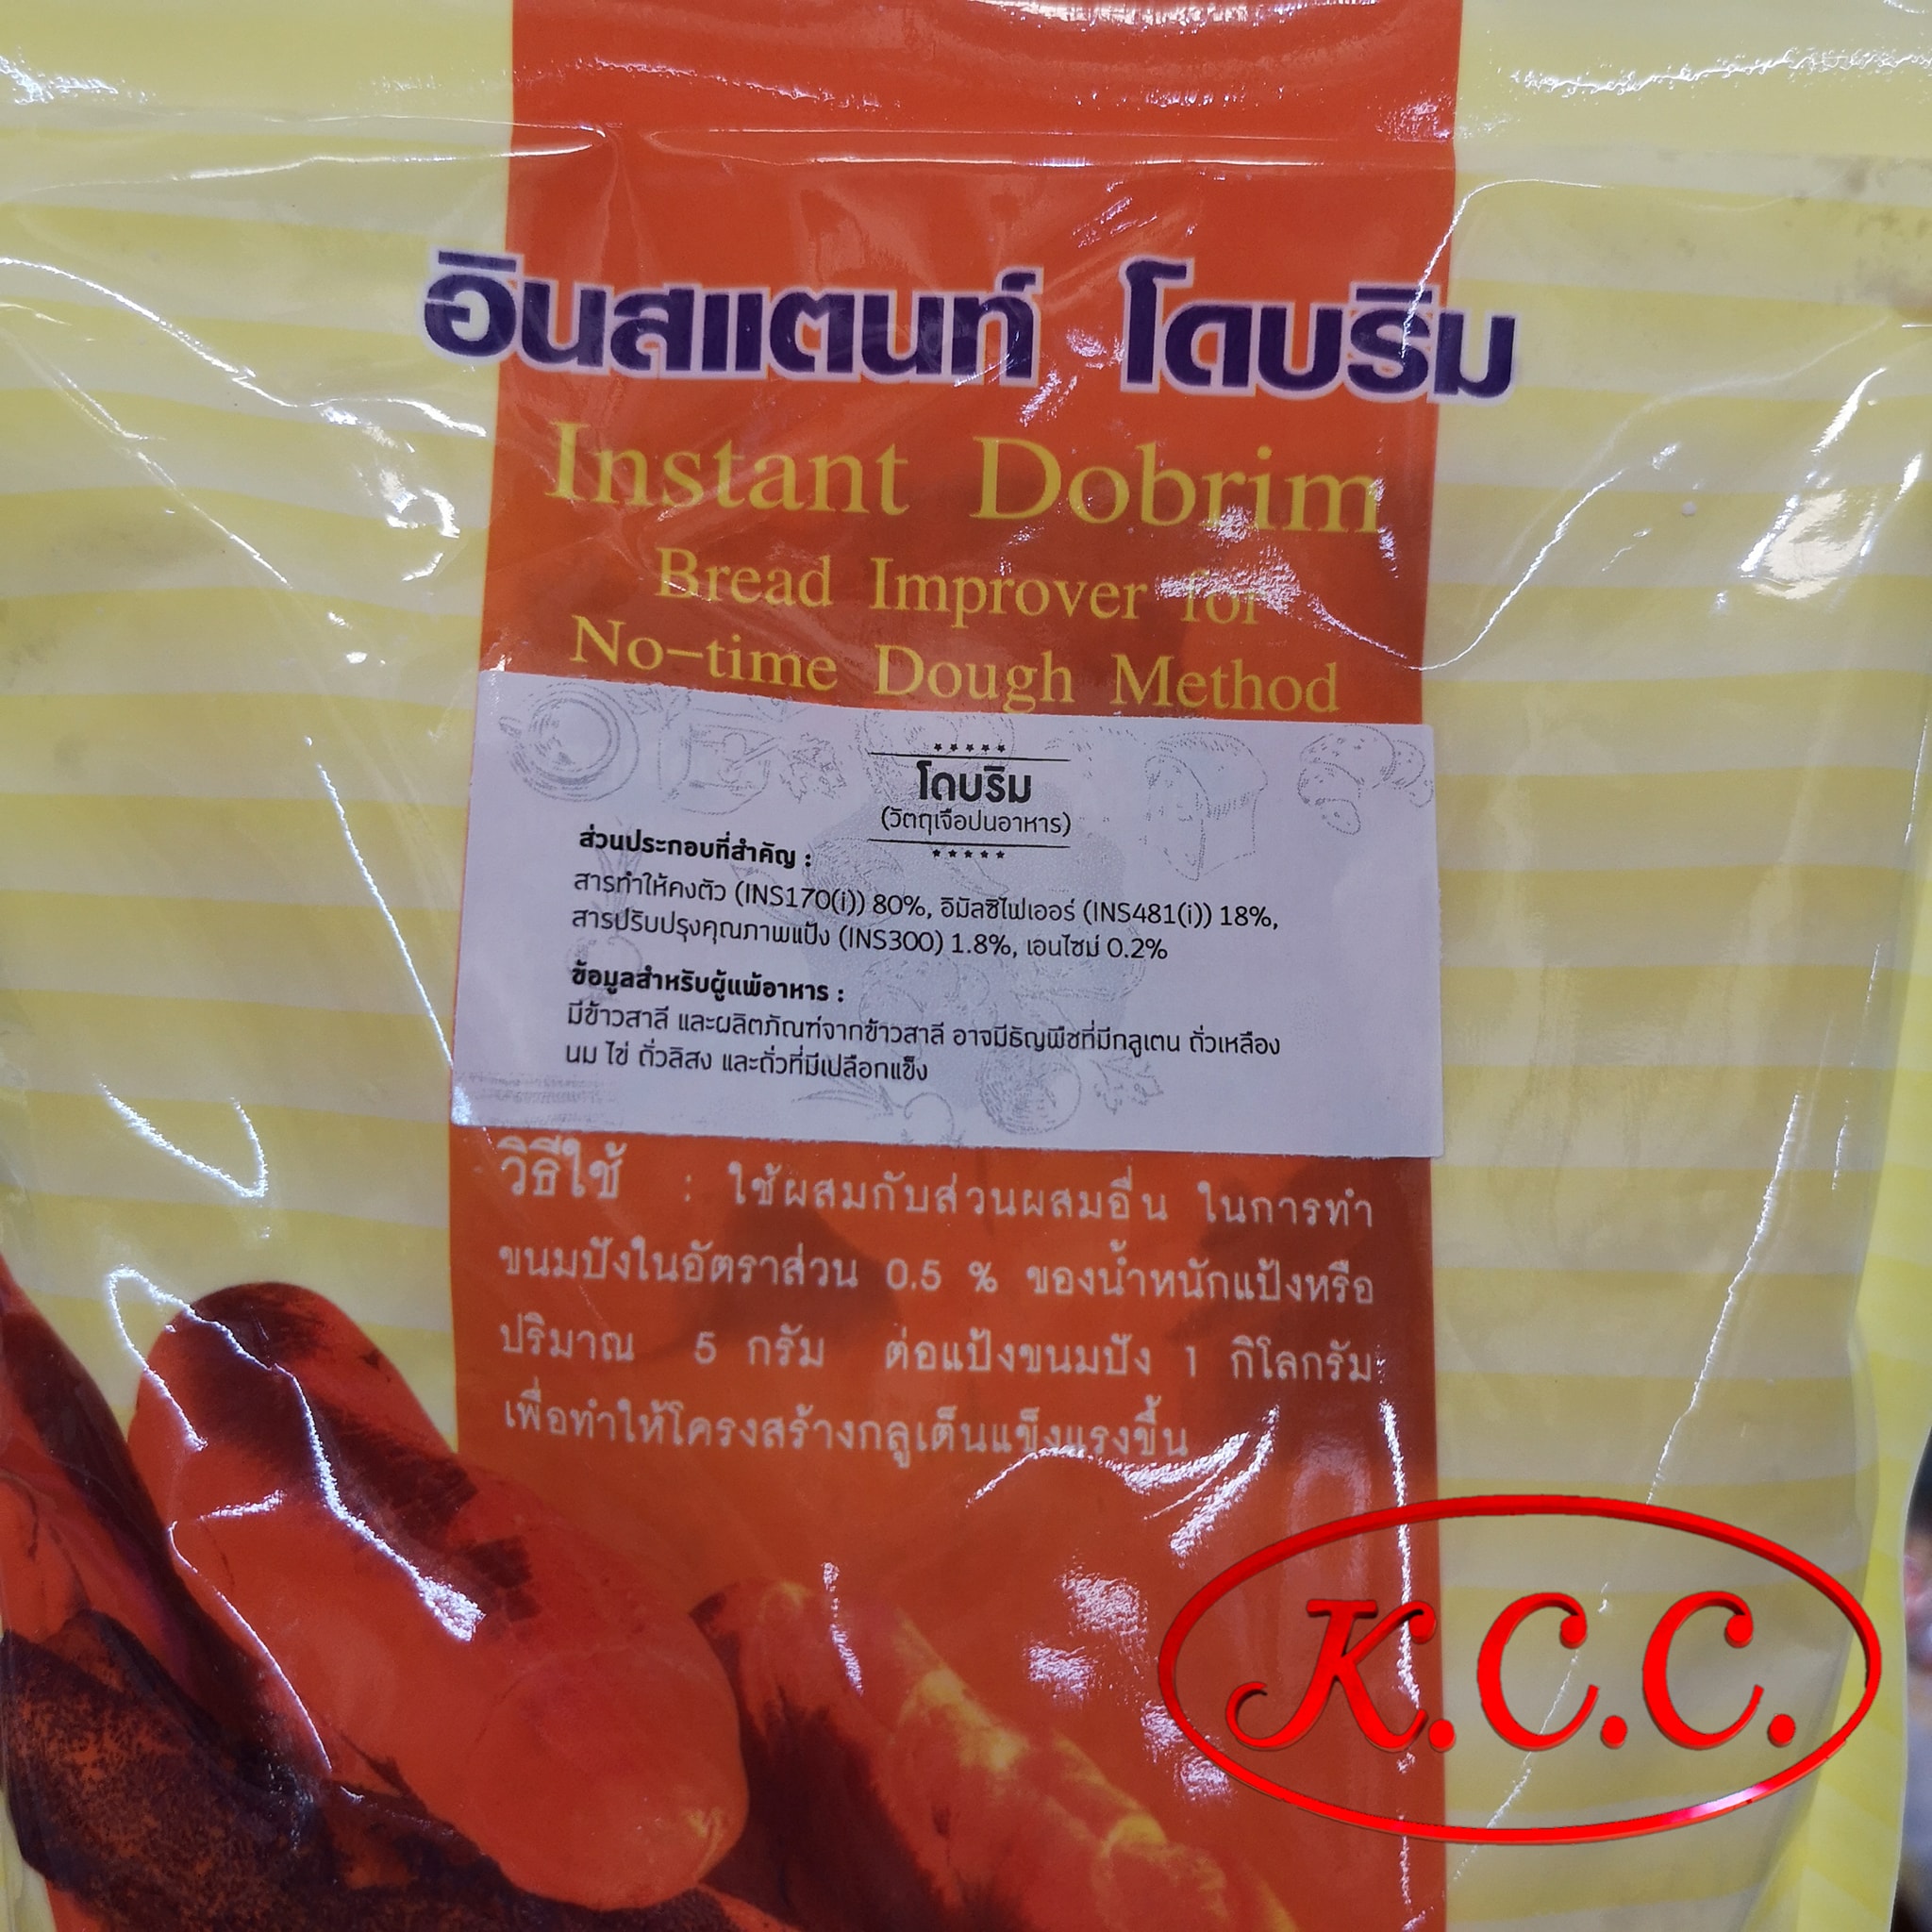 อินสแตนท์ โดบริม
Instant Dobrim
Bread Improver for
No-time Dough Method
โดบริม
(วัตถุเจือปนอาหาร)
ส่วนประกอบที่สำคัญ :
สารทำให้คงตัว (INS170(i)) 80%, อิมัลซิไฟเออร์ (INS481(i)) 18%,
สารปรับปรุงคุณภาพแป้ง (INS300) 1.8%, เอนไซม์ 0.2%
ข้อมูลสำหรับผู้แพ้อาหาร :
มีข้าวสาลี และผลิตภัณฑ์จากข้าวสาลี อาจมีธัญพืชที่มีกลูเตน ถั่วเหลือง
นม ไข่ ถั่วลิสง และถั่วที่มีเปลือกแข็ง
วิธีใช้ : ใช้ผสมกับส่วนผสมอื่น ในการทำ
ขนมปังในอัตราส่วน 0.5 % ของน้ำหนักแป้งหรือ
ปริมาณ 5 กรัม ต่อแป้งขนมปัง 1 กิโลกรัม
เพื่อทำให้โครงสร้างกลูเต็นแข็งแรงขึ้น
K.C.C.